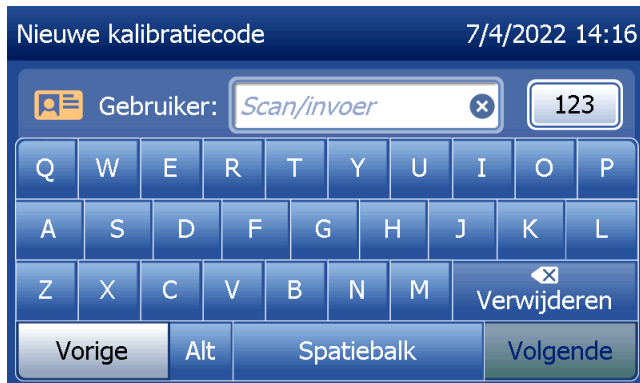 Nieuwe kalibratiecode 7/4/2022 14:16
Gebruiker: Scan/invoer 123
Q W E R T Y U I O P
A S D F G H J K L
Z X C V B N M Verwijderen
Vorige Alt Spatiebalk Volgende